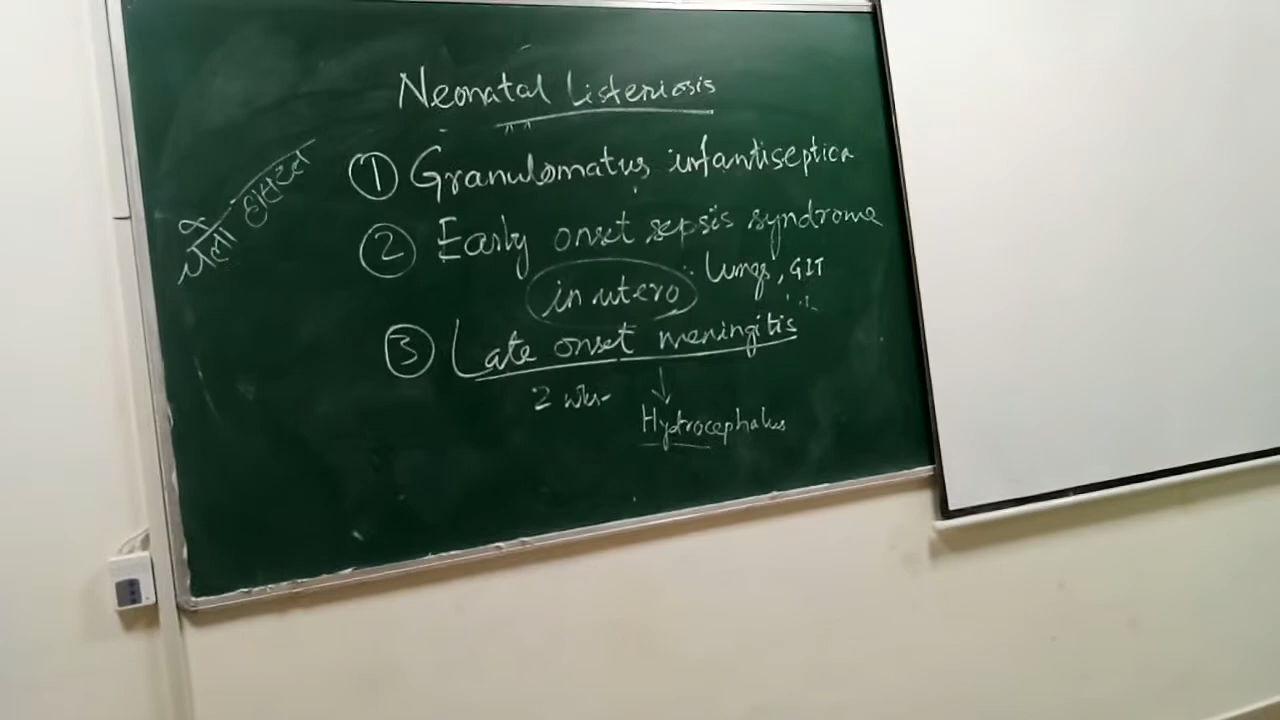 Neonatal Listeriosis
① Granulomatus infantiseptica
② Early onset sepsis syndrome
in utero ∵ Lungs, GIT
③ Late onset meningitis
2 wks
↓
Hydrocephalus